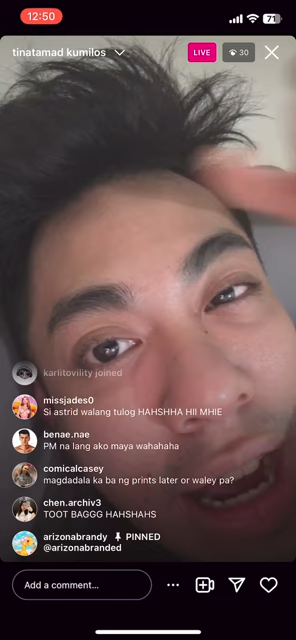 12:50
71
tinatamad kumilos
LIVE
30
karlitovility joined
missjades0
Si astrid walang tulog HAHSHHA HII MHIE
benae.nae
PM na lang ako maya wahahaha
comicalcasey
magdadala ka ba ng prints later or waley pa?
chen.archiv3
TOOT BAGGG HAHSHAHS
arizonabrandy PINNED
@arizonabranded
Add a comment...